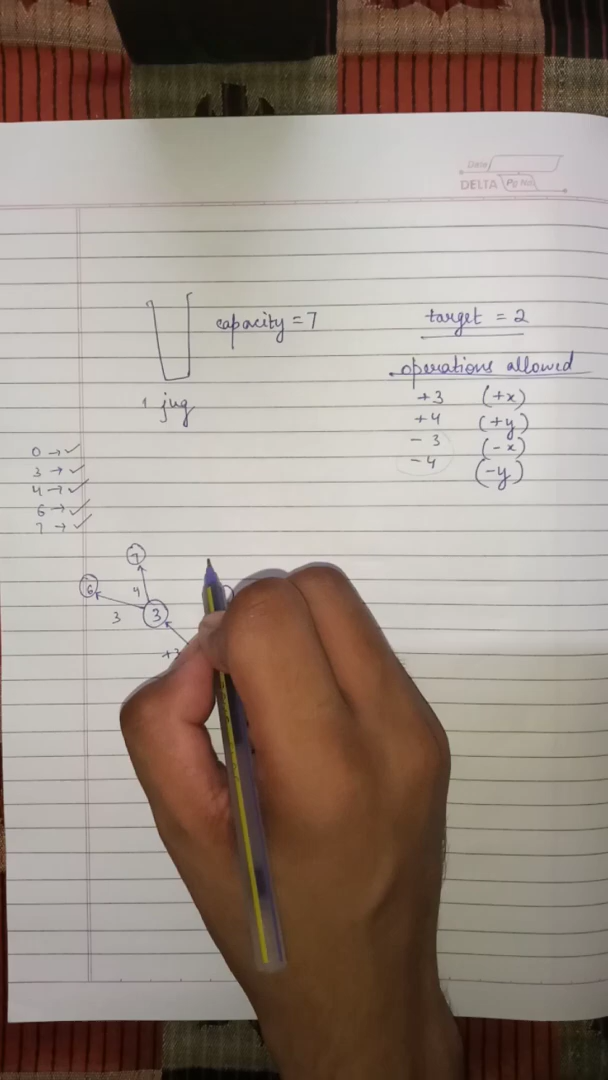 Date
DELTA Pg No.
capacity = 7
target = 2
1 jug
operations allowed
+3 (+x)
+4 (+y)
- 3 (-x)
- 4 (-y)
0 → ✓
3 → ✓
4 → ✓
6 → ✓
7 → ✓
7
6
4
3
3